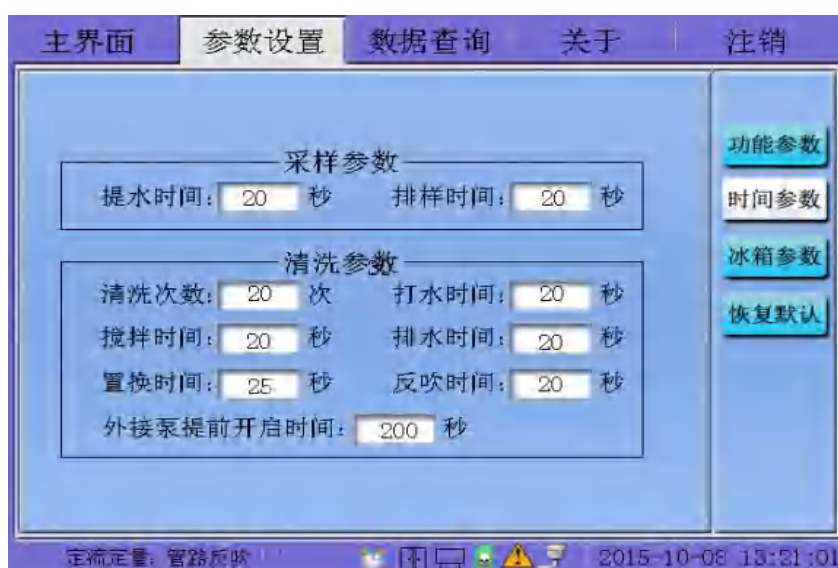 主界面 参数设置 数据查询 关于 注销
采样参数
提水时间: 20 秒 排样时间: 20 秒
清洗参数
清洗次数: 20 次 打水时间: 20 秒
搅拌时间: 20 秒 排水时间: 20 秒
置换时间: 25 秒 反吹时间: 20 秒
外接泵提前开启时间: 200 秒
功能参数
时间参数
冰箱参数
恢复默认
定流定量: 管路反吹 2015-10-08 13:21:01